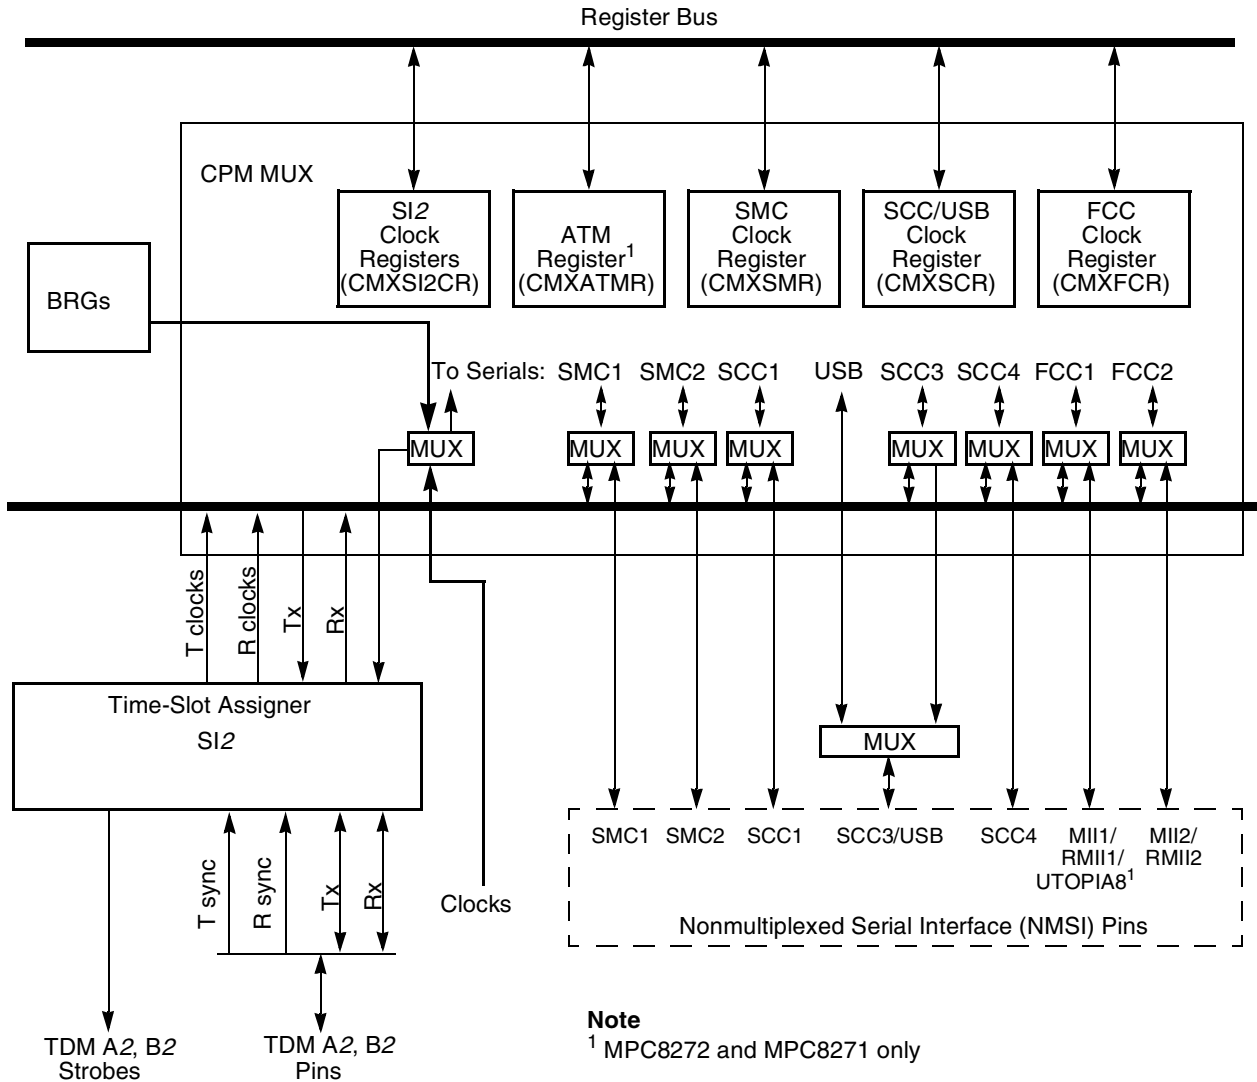 Register Bus
CPM MUX
SI2
Clock
Registers
(CMXSI2CR)
ATM
Register1
(CMXATMR)
SMC
Clock
Register
(CMXSMR)
SCC/USB
Clock
Register
(CMXSCR)
FCC
Clock
Register
(CMXFCR)
BRGs
To Serials: SMC1 SMC2 SCC1 USB SCC3 SCC4 FCC1 FCC2
MUX MUX MUX MUX MUX MUX MUX MUX
T clocks
R clocks
Tx
Rx
Time-Slot Assigner
SI2
MUX
T sync
R sync
Tx
Rx
Clocks
SMC1 SMC2 SCC1 SCC3/USB SCC4
MII1/
RMII1/
UTOPIA81
MII2/
RMII2
Nonmultiplexed Serial Interface (NMSI) Pins
TDM A2, B2
Strobes
TDM A2, B2
Pins
Note
1 MPC8272 and MPC8271 only